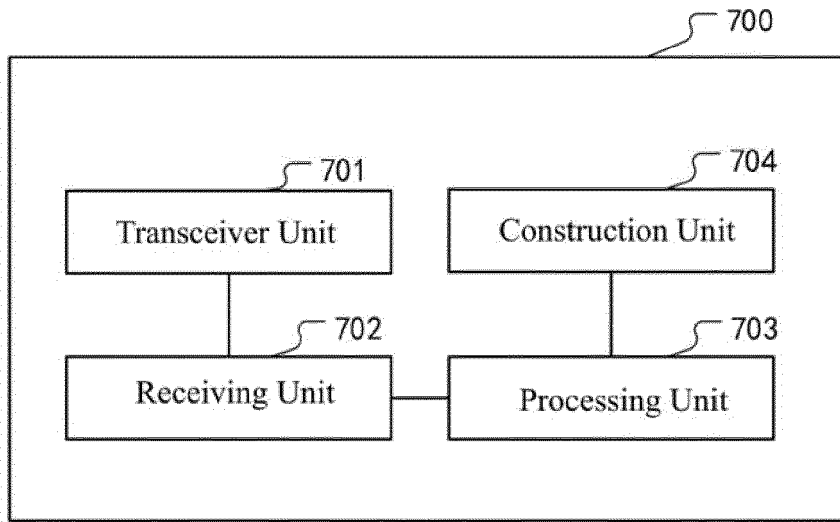 700
701
704
Transceiver Unit
Construction Unit
702
703
Receiving Unit
Processing Unit